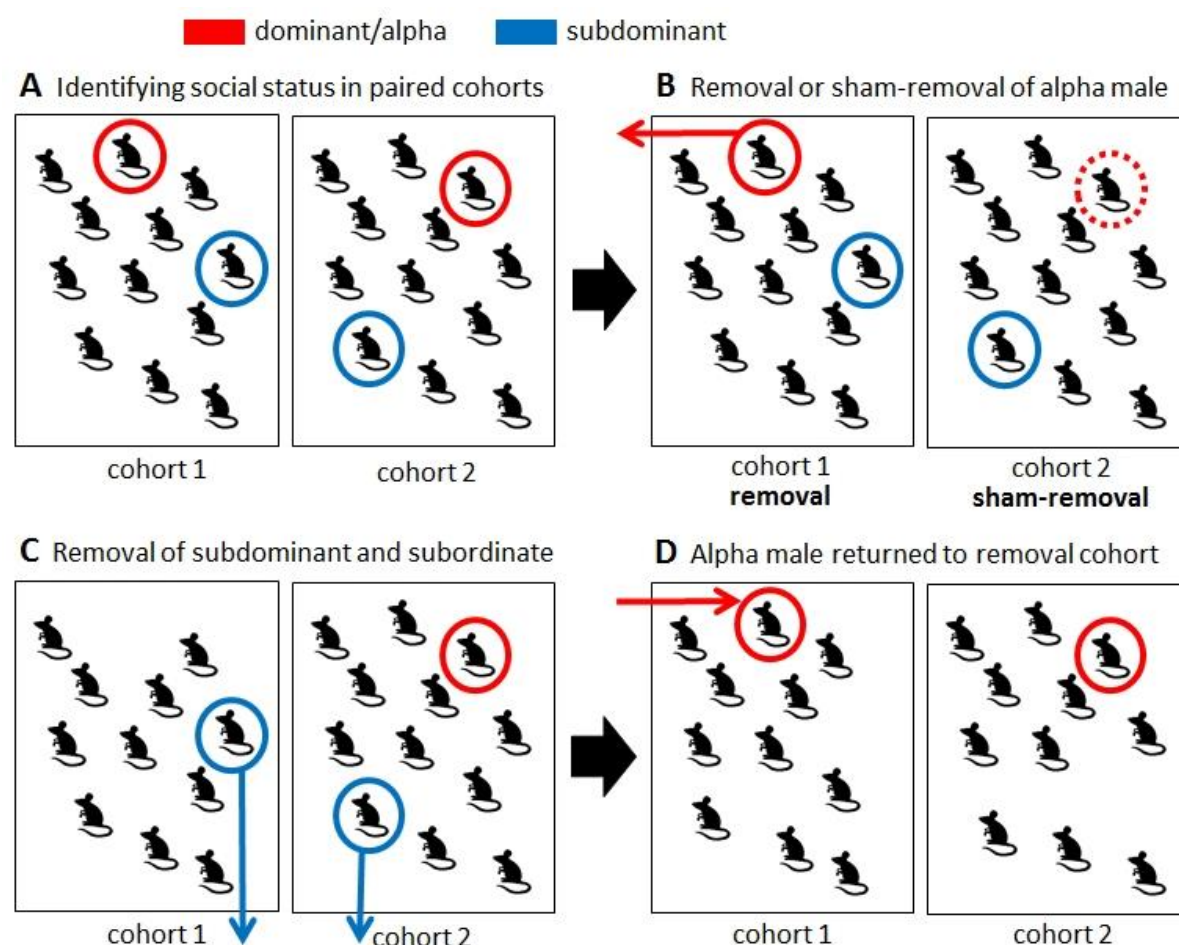 dominant/alpha subdominant
A Identifying social status in paired cohorts
B Removal or sham-removal of alpha male
cohort 1
cohort 2
cohort 1
removal
cohort 2
sham-removal
C Removal of subdominant and subordinate
D Alpha male returned to removal cohort
cohort 1
cohort 2
cohort 1
cohort 2